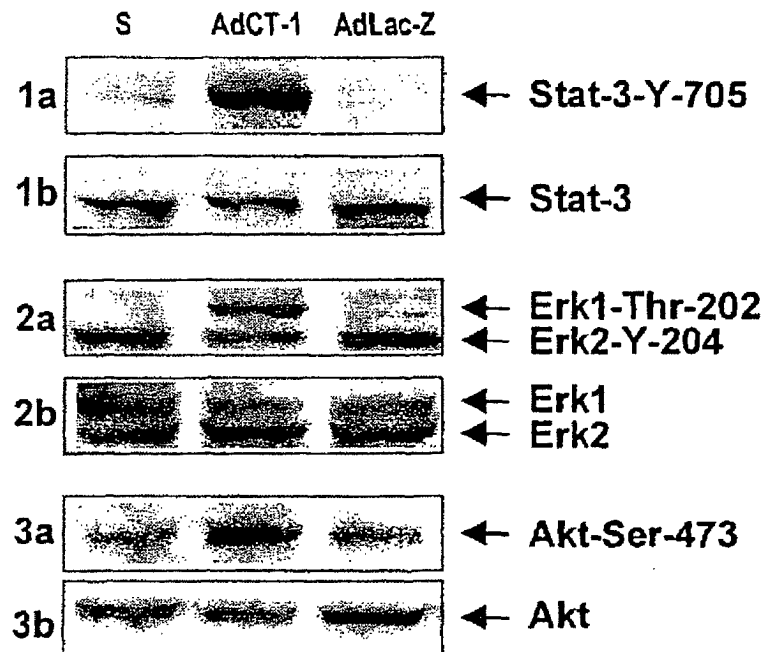 S AdCT-1 AdLac-Z
1a Stat-3-Y-705
1b Stat-3
2a Erk1-Thr-202
Erk2-Y-204
2b Erk1
Erk2
3a Akt-Ser-473
3b Akt